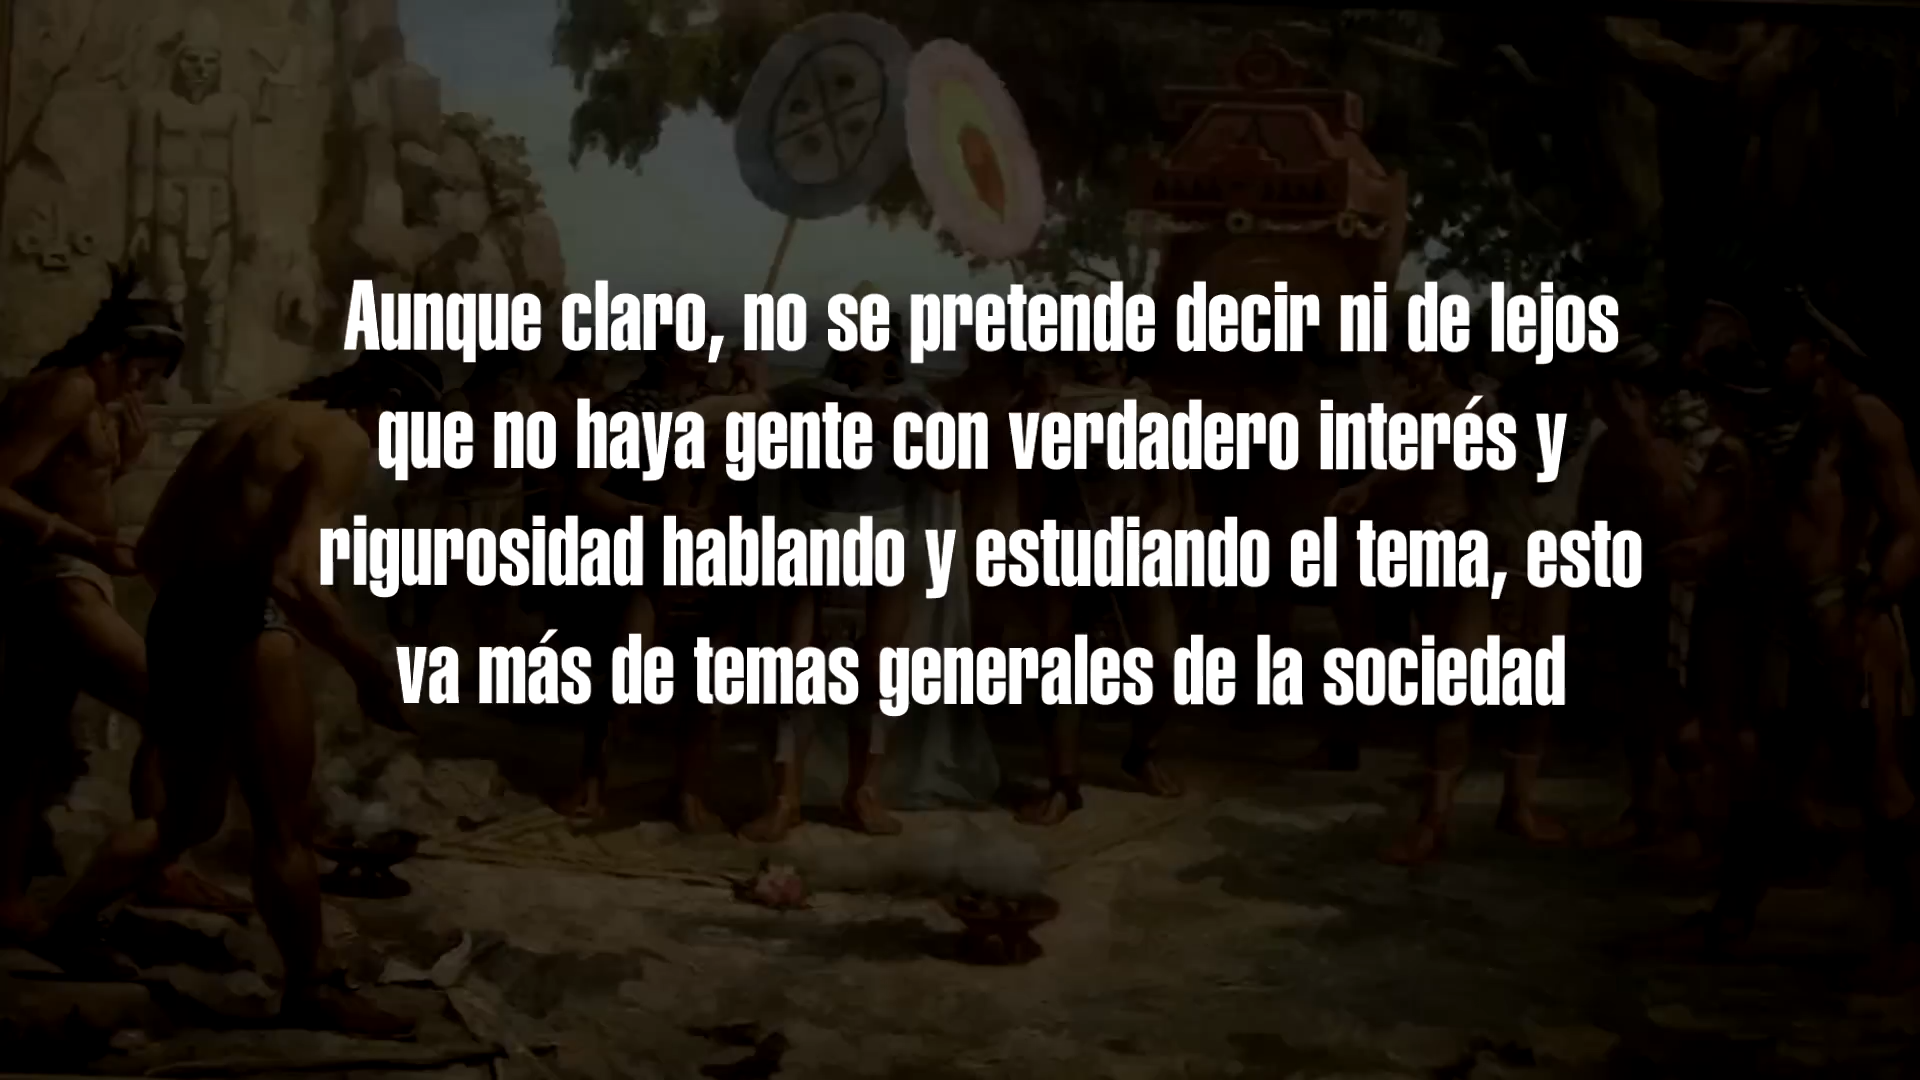 Aunque claro, no se pretende decir ni de lejos
que no haya gente con verdadero interés y
rigurosidad hablando y estudiando el tema, esto
va más de temas generales de la sociedad